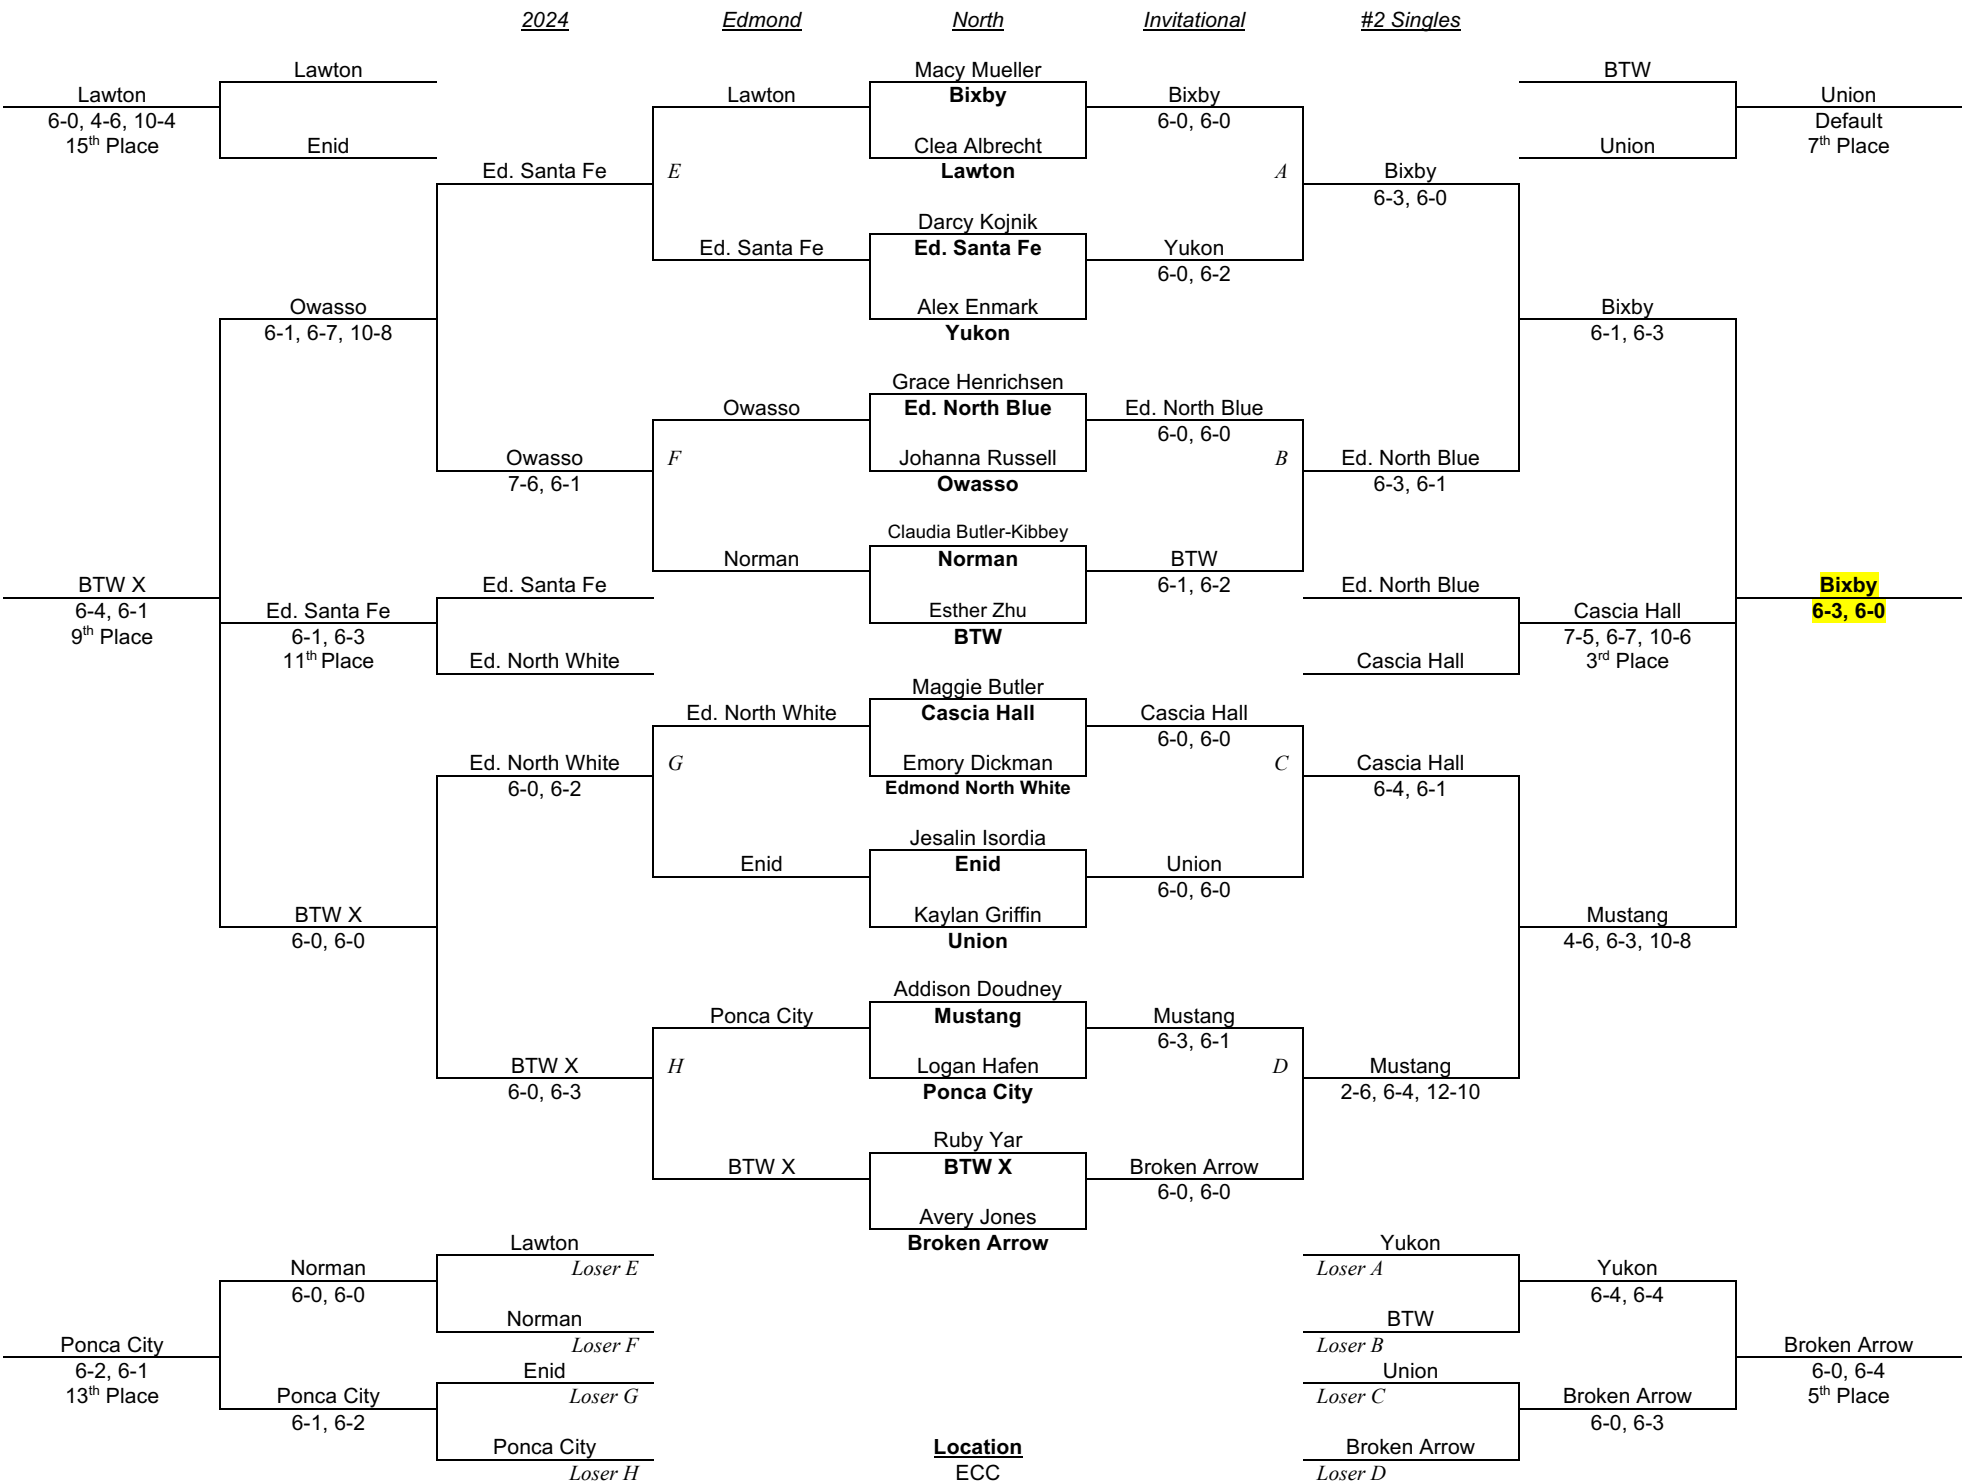 2024 Edmond North Invitational #2 Singles
Lawton
Macy Mueller
BTW
Lawton
Lawton
Bixby
Bixby
Union
6-0, 4-6, 10-4
6-0, 6-0
Default
15th Place
Enid
Clea Albrecht
Union
7th Place
Ed. Santa Fe
E
Lawton
A
Bixby
6-3, 6-0
Darcy Kojnik
Ed. Santa Fe
Ed. Santa Fe
Yukon
6-0, 6-2
Owasso
Alex Enmark
Bixby
6-1, 6-7, 10-8
Yukon
6-1, 6-3
Grace Henrichsen
Owasso
Ed. North Blue
Ed. North Blue
6-0, 6-0
Owasso
F
Johanna Russell
B
Ed. North Blue
7-6, 6-1
Owasso
6-3, 6-1
Claudia Butler-Kibbey
Norman
Norman
BTW
BTW X
Ed. Santa Fe
6-1, 6-2
Ed. North Blue
Bixby
6-4, 6-1
Ed. Santa Fe
Esther Zhu
Cascia Hall
6-3, 6-0
9th Place
6-1, 6-3
BTW
7-5, 6-7, 10-6
11th Place
Ed. North White
Cascia Hall
3rd Place
Maggie Butler
Ed. North White
Cascia Hall
Cascia Hall
6-0, 6-0
Ed. North White
G
Emory Dickman
C
Cascia Hall
6-0, 6-2
Edmond North White
6-4, 6-1
Jesalin Isordia
Enid
Enid
Union
6-0, 6-0
BTW X
Kaylan Griffin
Mustang
6-0, 6-0
Union
4-6, 6-3, 10-8
Addison Doudney
Ponca City
Mustang
Mustang
6-3, 6-1
BTW X
H
Logan Hafen
D
Mustang
6-0, 6-3
Ponca City
2-6, 6-4, 12-10
Ruby Yar
BTW X
BTW X
Broken Arrow
6-0, 6-0
Avery Jones
Lawton
Broken Arrow
Yukon
Norman
Loser E
Loser A
Yukon
6-0, 6-0
6-4, 6-4
Norman
BTW
Ponca City
Loser F
Loser B
Broken Arrow
6-2, 6-1
Enid
Union
6-0, 6-4
13th Place
Ponca City
Loser G
Loser C
Broken Arrow
5th Place
6-1, 6-2
6-0, 6-3
Ponca City
Location
Broken Arrow
Loser H
ECC
Loser D